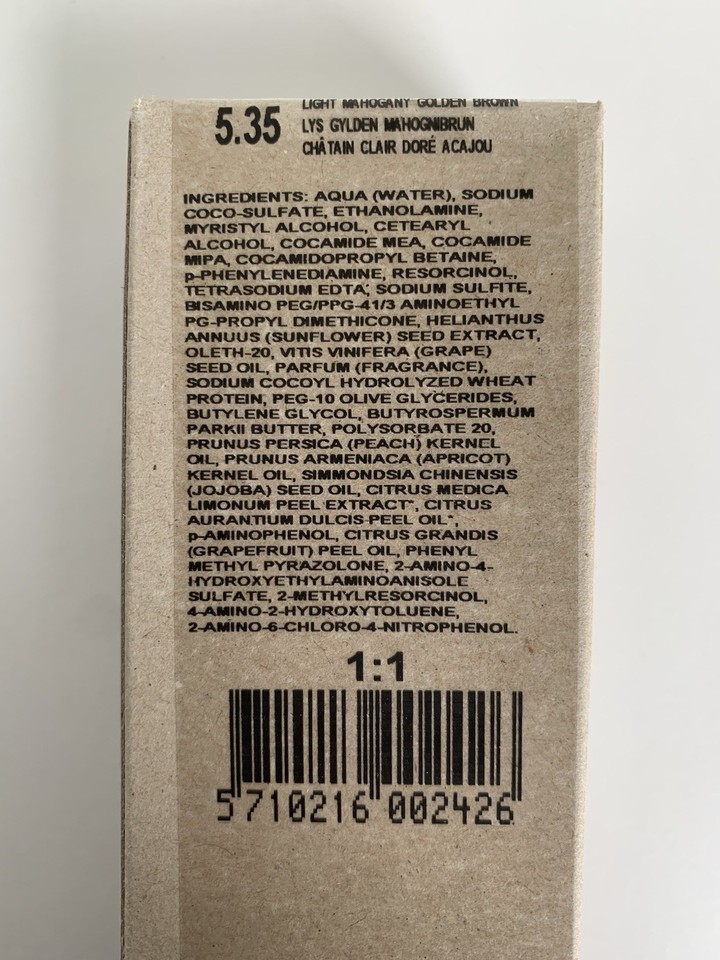 5.35
LIGHT MAHOGANY GOLDEN BROWN
LYS GYLDEN MAHOGNIBRUN
CHÂTAIN CLAIR DORÉ ACAJOU
INGREDIENTS: AQUA (WATER), SODIUM
COCO-SULFATE, ETHANOLAMINE,
MYRISTYL ALCOHOL, CETEARYL
ALCOHOL, COCAMIDE MEA, COCAMIDE
MIPA, COCAMIDOPROPYL BETAINE,
p-PHENYLENEDIAMINE, RESORCINOL,
TETRASODIUM EDTA, SODIUM SULFITE,
BISAMINO PEG/PPG-41/3 AMINOETHYL
PG-PROPYL DIMETHICONE, HELIANTHUS
ANNUUS (SUNFLOWER) SEED EXTRACT,
OLETH-20, VITIS VINIFERA (GRAPE)
SEED OIL, PARFUM (FRAGRANCE),
SODIUM COCOYL HYDROLYZED WHEAT
PROTEIN, PEG-10 OLIVE GLYCERIDES,
BUTYLENE GLYCOL, BUTYROSPERMUM
PARKII BUTTER, POLYSORBATE 20,
PRUNUS PERSICA (PEACH) KERNEL
OIL, PRUNUS ARMENIACA (APRICOT)
KERNEL OIL, SIMMONDSIA CHINENSIS
(JOJOBA) SEED OIL, CITRUS MEDICA
LIMONUM PEEL EXTRACT*, CITRUS
AURANTIUM DULCIS PEEL OIL*,
p-AMINOPHENOL, CITRUS GRANDIS
(GRAPEFRUIT) PEEL OIL, PHENYL
METHYL PYRAZOLONE, 2-AMINO-4-
HYDROXYETHYLAMINOANISOLE
SULFATE, 2-METHYLRESORCINOL,
4-AMINO-2-HYDROXYTOLUENE,
2-AMINO-6-CHLORO-4-NITROPHENOL.
1:1
5 710216 002426